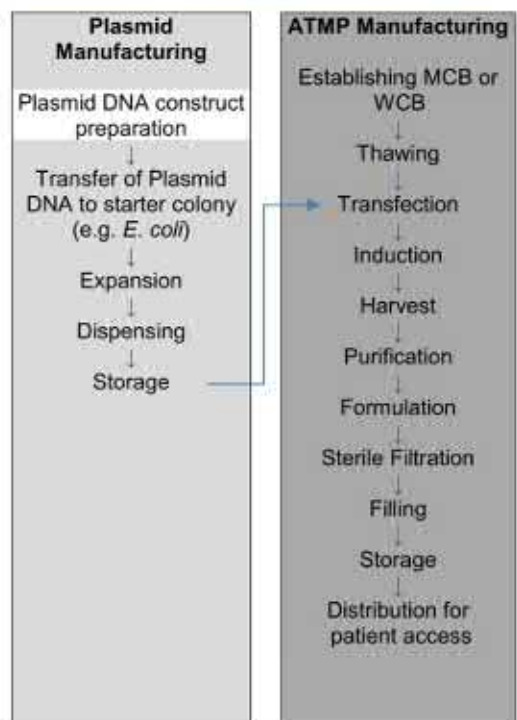 Plasmid
Manufacturing
Plasmid DNA construct
preparation
Transfer of Plasmid
DNA to starter colony
(e.g. E. coli)
Expansion
Dispensing
Storage
ATMP Manufacturing
Establishing MCB or
WCB
Thawing
Transfection
Induction
Harvest
Purification
Formulation
Sterile Filtration
Filling
Storage
Distribution for
patient access